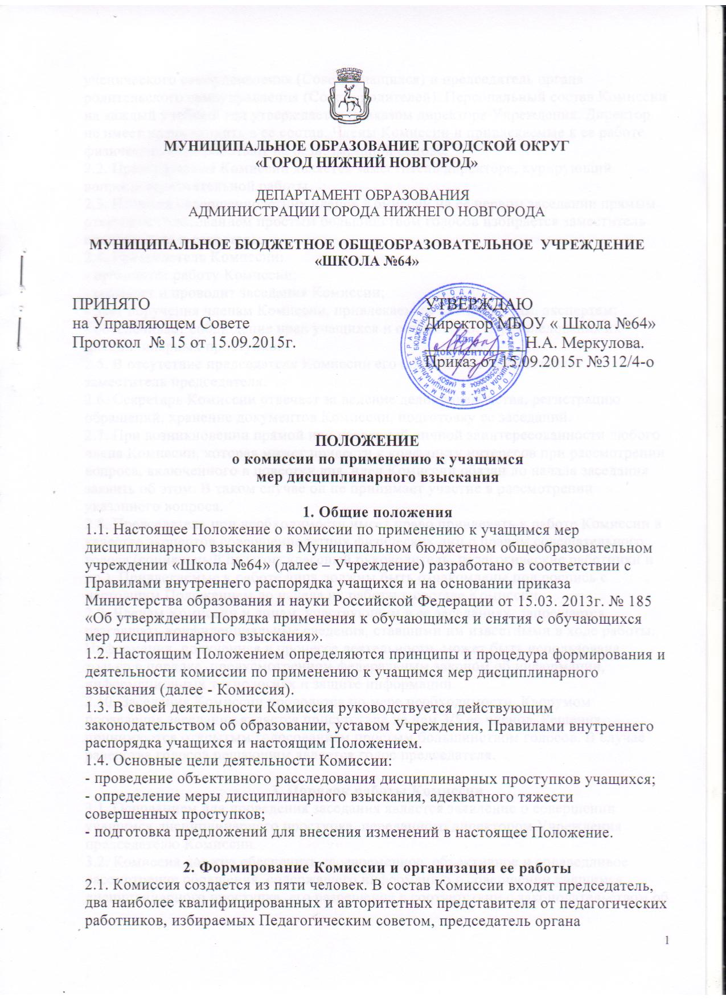 МУНИЦИПАЛЬНОЕ ОБРАЗОВАНИЕ ГОРОДСКОЙ ОКРУГ
«ГОРОД НИЖНИЙ НОВГОРОД»
ДЕПАРТАМЕНТ ОБРАЗОВАНИЯ
АДМИНИСТРАЦИИ ГОРОДА НИЖНЕГО НОВГОРОДА
МУНИЦИПАЛЬНОЕ БЮДЖЕТНОЕ ОБЩЕОБРАЗОВАТЕЛЬНОЕ УЧРЕЖДЕНИЕ
«ШКОЛА №64»
ПРИНЯТО
на Управляющем Совете
Протокол № 15 от 15.09.2015г.
УТВЕРЖДАЮ
Директор МБОУ « Школа №64»
Н.А. Меркулова.
Приказ от 15.09.2015г №312/4-о
Для документов
ПОЛОЖЕНИЕ
о комиссии по применению к учащимся
мер дисциплинарного взыскания
1. Общие положения
1.1. Настоящее Положение о комиссии по применению к учащимся мер
дисциплинарного взыскания в Муниципальном бюджетном общеобразовательном
учреждении «Школа №64» (далее – Учреждение) разработано в соответствии с
Правилами внутреннего распорядка учащихся и на основании приказа
Министерства образования и науки Российской Федерации от 15.03. 2013г. № 185
«Об утверждении Порядка применения к обучающимся и снятия с обучающихся
мер дисциплинарного взыскания».
1.2. Настоящим Положением определяются принципы и процедура формирования и
деятельности комиссии по применению к учащимся мер дисциплинарного
взыскания (далее - Комиссия).
1.3. В своей деятельности Комиссия руководствуется действующим
законодательством об образовании, уставом Учреждения, Правилами внутреннего
распорядка учащихся и настоящим Положением.
1.4. Основные цели деятельности Комиссии:
- проведение объективного расследования дисциплинарных проступков учащихся;
- определение меры дисциплинарного взыскания, адекватного тяжести
совершенных проступков;
- подготовка предложений для внесения изменений в настоящее Положение.
2. Формирование Комиссии и организация ее работы
2.1. Комиссия создается из пяти человек. В состав Комиссии входят председатель,
два наиболее квалифицированных и авторитетных представителя от педагогических
работников, избираемых Педагогическим советом, председатель органа
1